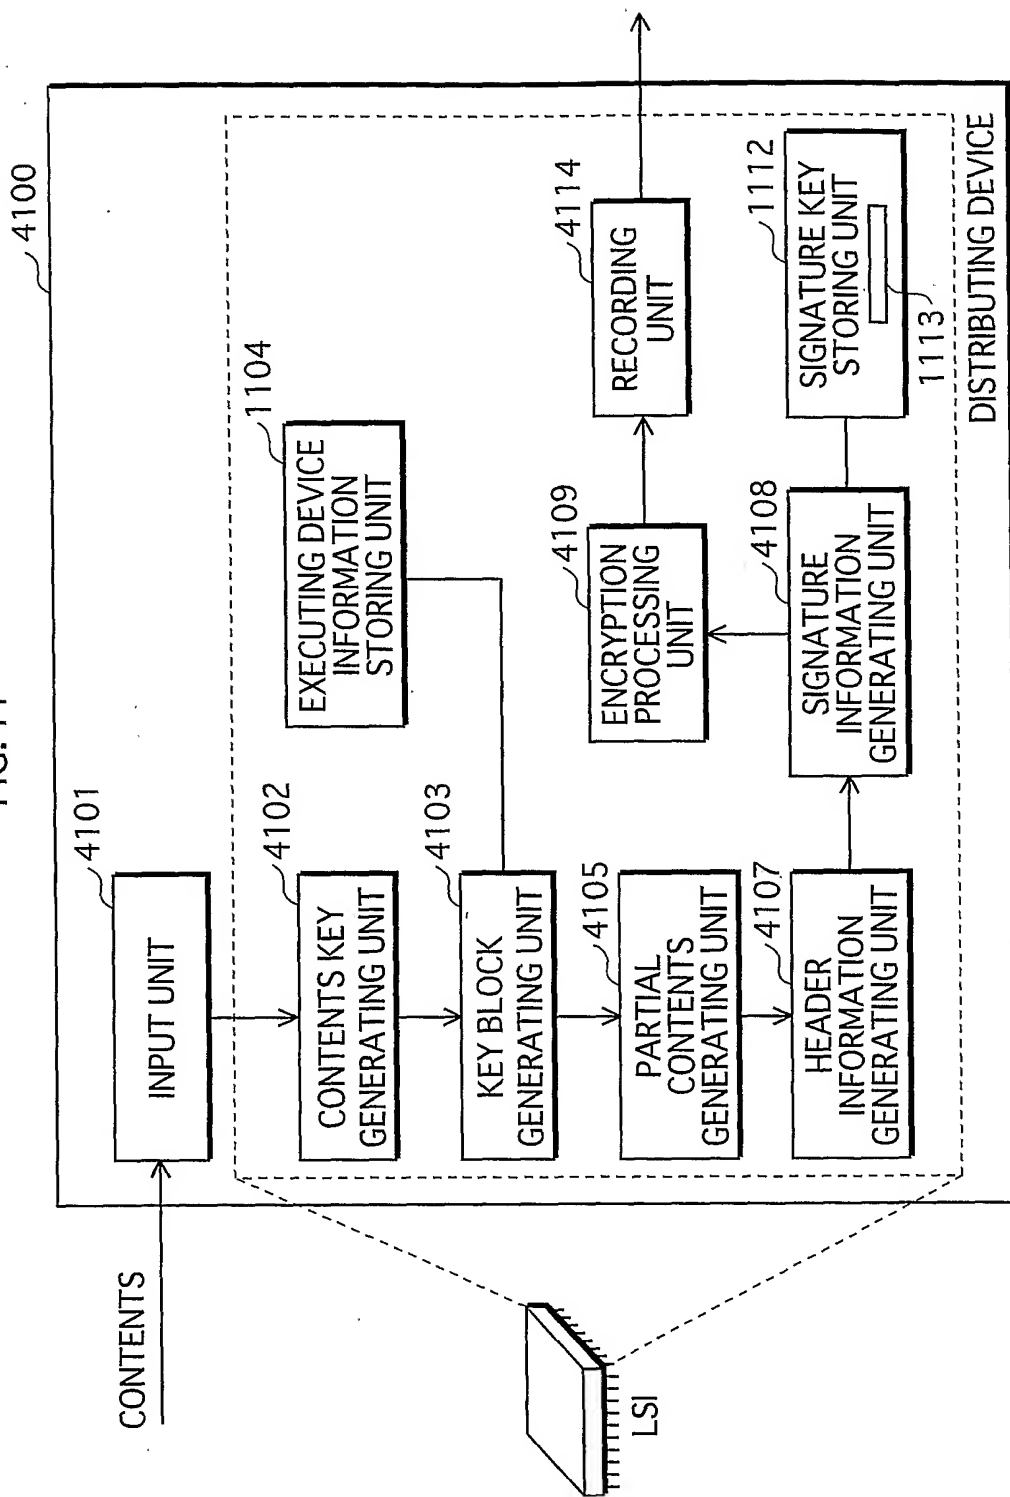 4100
4101
INPUT UNIT
CONTENTS
4102
CONTENTS KEY
GENERATING UNIT
1104
EXECUTING DEVICE
INFORMATION
STORING UNIT
4103
KEY BLOCK
GENERATING UNIT
4105
PARTIAL
CONTENTS
GENERATING UNIT
4109
ENCRYPTION
PROCESSING
UNIT
4114
RECORDING
UNIT
4107
HEADER
INFORMATION
GENERATING UNIT
4108
SIGNATURE
INFORMATION
GENERATING UNIT
1112
SIGNATURE KEY
STORING UNIT
1113
DISTRIBUTING DEVICE
LSI